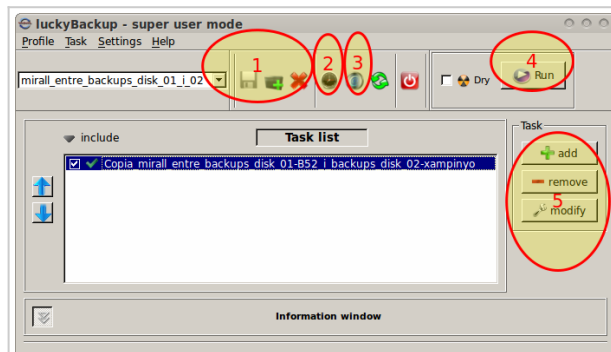 luckyBackup - super user mode
Profile Task Settings Help
1 2 3 4
mirall_entre_backups_disk_01_i_02 Dry Run
include Task list Task
Copia_mirall_entre_backups_disk_01-B52_i_backups_disk_02-xampinyo
add
remove
5 modify
Information window